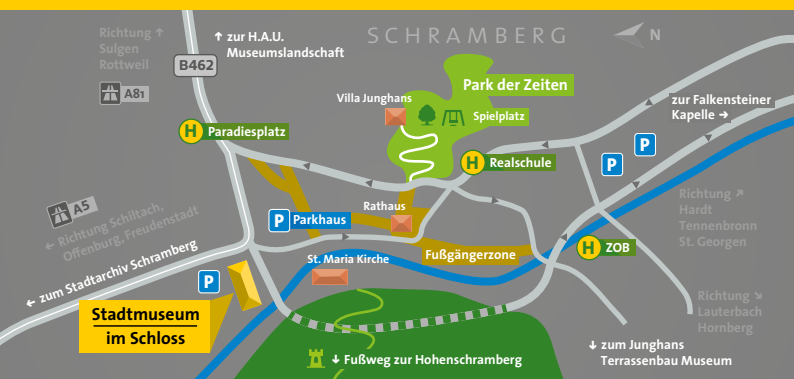 SCHRAMBERG
N
Richtung ↑
Sulgen
Rottweil
A81
↑ zur H.A.U.
Museumslandschaft
B462
Park der Zeiten
Villa Junghans
Spielplatz
zur Falkensteiner
Kapelle →
H Paradiesplatz
H Realschule
P
P
A5
← Richtung Schiltach,
Offenburg, Freudenstadt
Rathaus
P Parkhaus
Richtung ↗
Hardt
Tennenbronn
St. Georgen
Fußgängerzone
H ZOB
St. Maria Kirche
← zum Stadtarchiv Schramberg
P
Stadtmuseum
im Schloss
Richtung ↘
Lauterbach
Hornberg
↓ zum Junghans
Terrassenbau Museum
↓ Fußweg zur Hohenschramberg